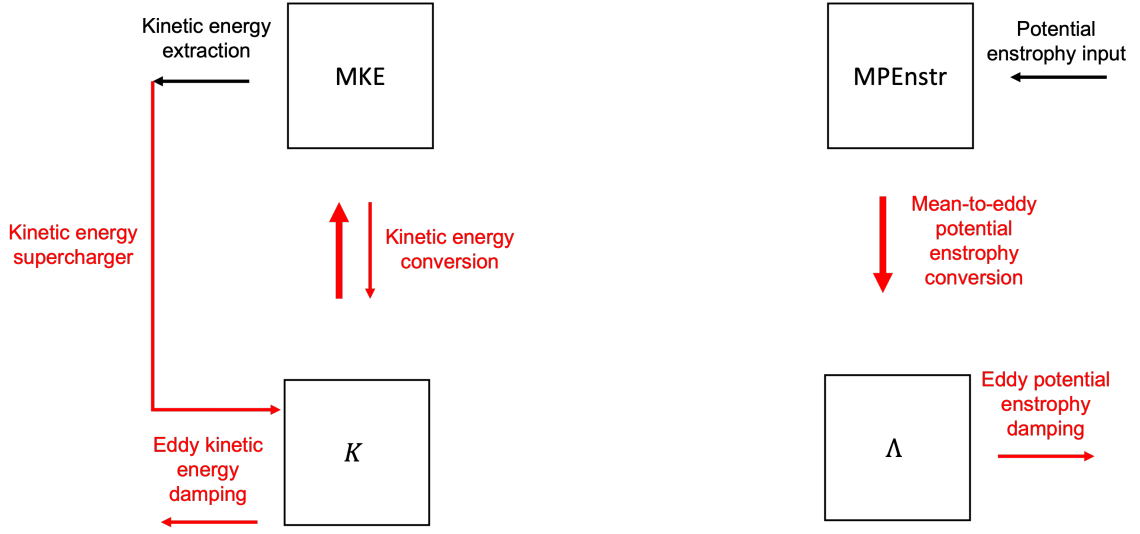 Kinetic energy
extraction
MKE
MPEnstr
Potential
enstrophy input
Kinetic energy
supercharger
Kinetic energy
conversion
Mean-to-eddy
potential
enstrophy
conversion
Eddy kinetic
energy
damping
K
Λ
Eddy potential
enstrophy
damping